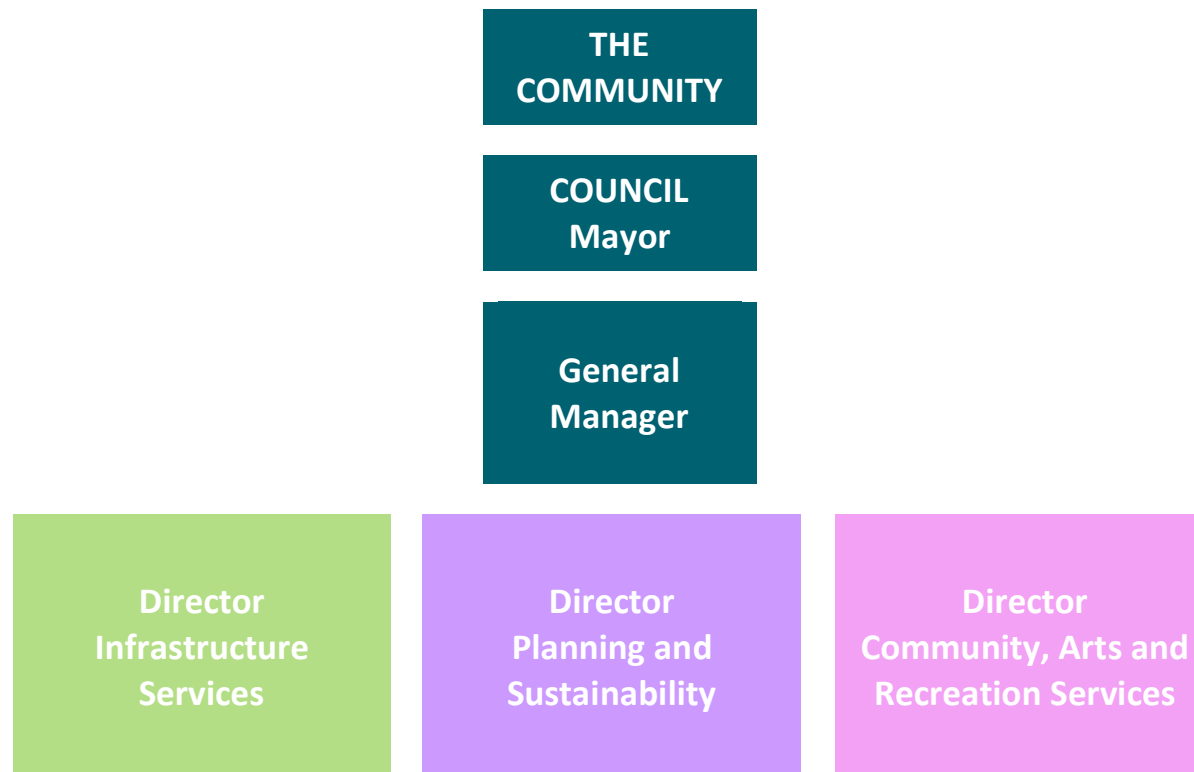 THE
COMMUNITY
COUNCIL
Mayor
General
Manager
Director
Infrastructure
Services
Director
Planning and
Sustainability
Director
Community, Arts and
Recreation Services